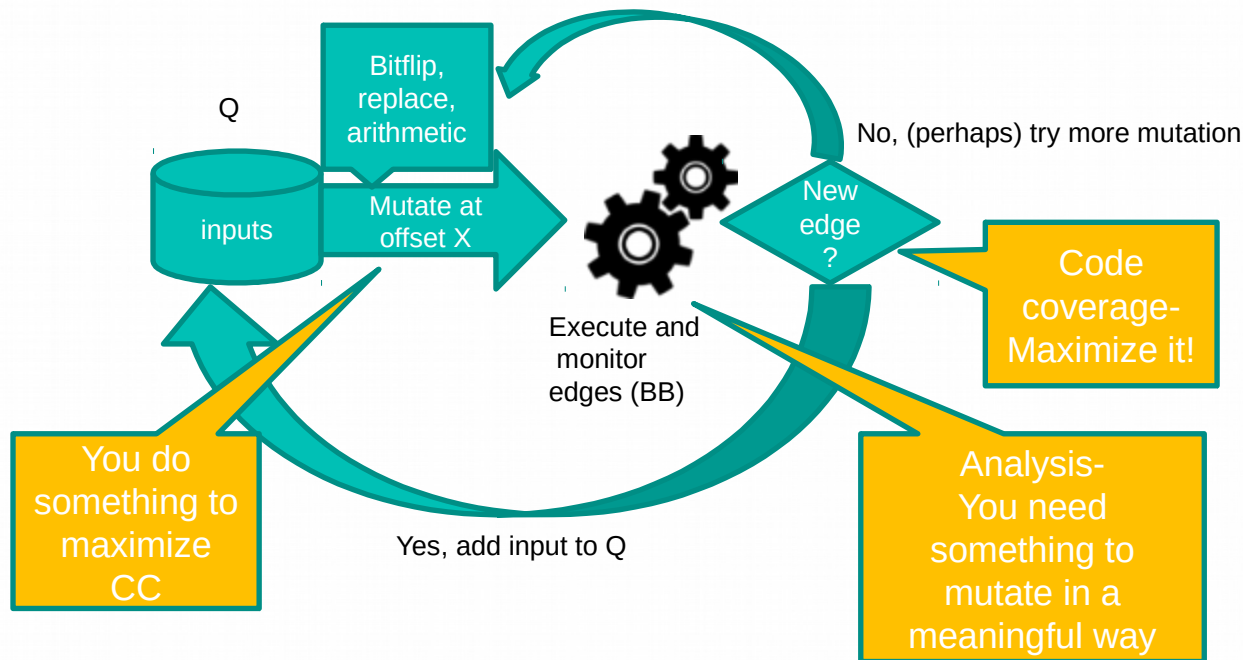 Bitflip,
replace,
arithmetic
Q
No, (perhaps) try more mutation
inputs
Mutate at
offset X
New
edge
?
Code
coverage-
Maximize it!
Execute and
monitor
edges (BB)
You do
something to
maximize
CC
Analysis-
You need
something to
mutate in a
meaningful way
Yes, add input to Q